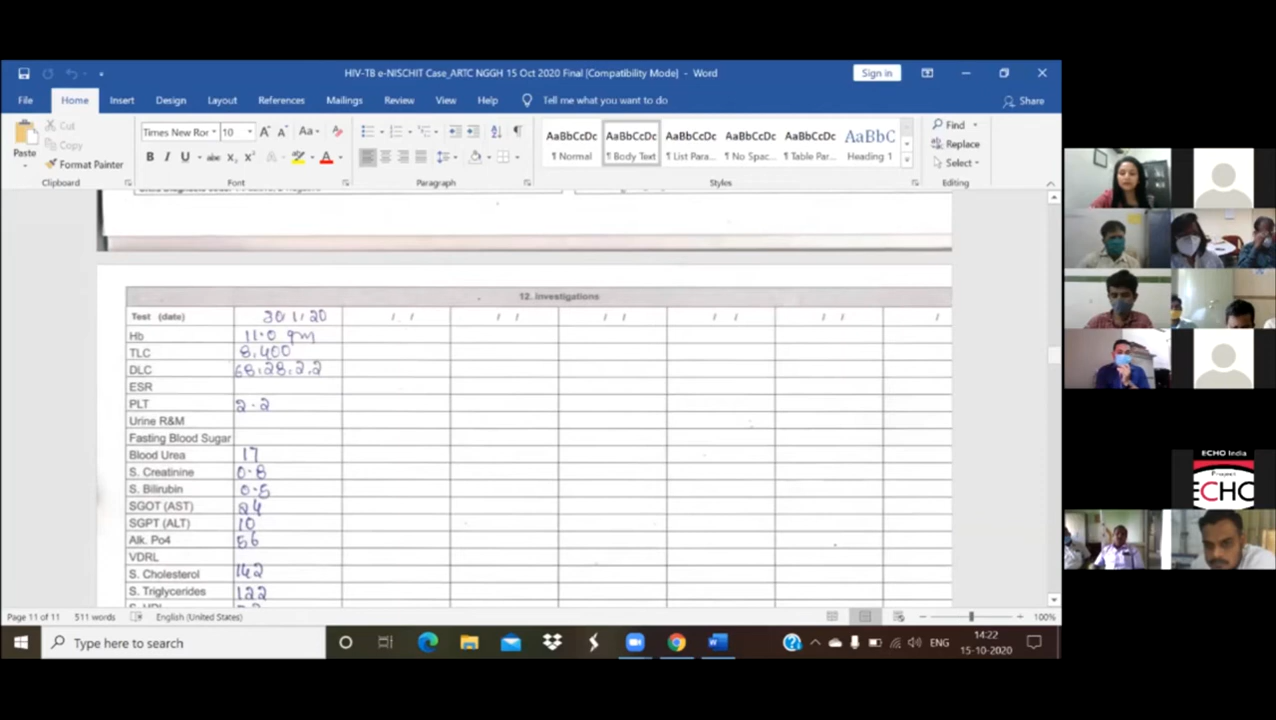 HIV-TB e-NISCHIT Case_ARTC NGGH 15 Oct 2020 Final [Compatibility Mode] - Word
Sign in
File Home Insert Design Layout References Mailings Review View Help Tell me what you want to do Share
Cut
Copy
Paste
Format Painter
Times New Ror 10
Aa
B I U abc X₂ X²
AaBbCcDc AaBbCcDc AaBbCcDc AaBbCcDc AaBbCcDc AaBbC
¶ Normal ¶ Body Text ¶ List Para... ¶ No Spac... ¶ Table Par... Heading 1
Find
Replace
Select
Clipboard Font Paragraph Styles Editing
12. Investigations
Test (date) 30/1/20 / / / / / / / / / / /
Hb 11.0 gm
TLC 8,400
DLC 68,28,2,2
ESR
PLT 2.2
Urine R&M
Fasting Blood Sugar
Blood Urea 17
S. Creatinine 0.8
S. Bilirubin 0.5
SGOT (AST) 24
SGPT (ALT) 10
Alk. Po4 56
VDRL
S. Cholesterol 142
S. Triglycerides 122
Page 11 of 11 511 words English (United States) 100%
Type here to search
ENG
14:22
15-10-2020
ECHO India
Project
ECHO